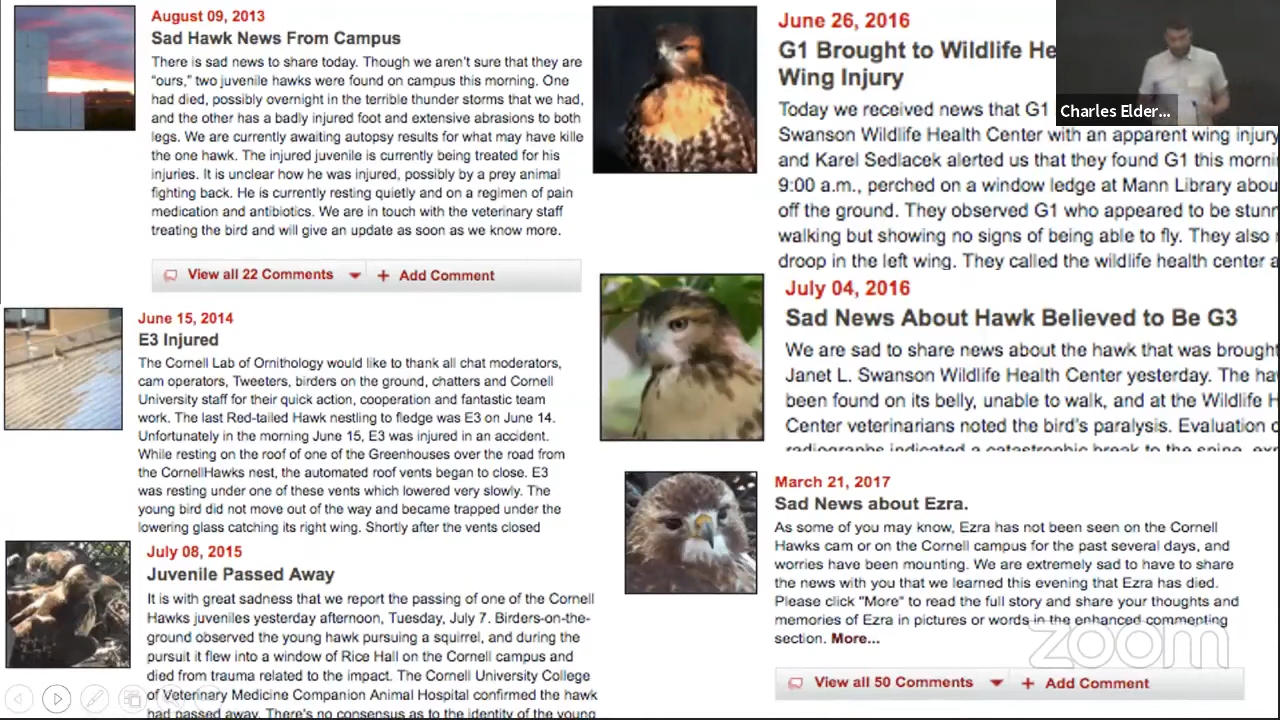 August 09, 2013
Sad Hawk News From Campus
There is sad news to share today. Though we aren't sure that they are
"ours," two juvenile hawks were found on campus this morning. One
had died, possibly overnight in the terrible thunder storms that we had,
and the other has a badly injured foot and extensive abrasions to both
legs. We are currently awaiting autopsy results for what may have kille
the one hawk. The injured juvenile is currently being treated for his
injuries. It is unclear how he was injured, possibly by a prey animal
fighting back. He is currently resting quietly and on a regimen of pain
medication and antibiotics. We are in touch with the veterinary staff
treating the bird and will give an update as soon as we know more.
View all 22 Comments
+ Add Comment
June 15, 2014
E3 Injured
The Cornell Lab of Ornithology would like to thank all chat moderators,
cam operators, Tweeters, birders on the ground, chatters and Cornell
University staff for their quick action, cooperation and fantastic team
work. The last Red-tailed Hawk nestling to fledge was E3 on June 14.
Unfortunately in the morning June 15, E3 was injured in an accident.
While resting on the roof of one of the Greenhouses over the road from
the CornellHawks nest, the automated roof vents began to close. E3
was resting under one of these vents which lowered very slowly. The
young bird did not move out of the way and became trapped under the
lowering glass catching its right wing. Shortly after the vents closed
July 08, 2015
Juvenile Passed Away
It is with great sadness that we report the passing of one of the Cornell
Hawks juveniles yesterday afternoon, Tuesday, July 7. Birders-on-the-
ground observed the young hawk pursuing a squirrel, and during the
pursuit it flew into a window of Rice Hall on the Cornell campus and
died from trauma related to the impact. The Cornell University College
of Veterinary Medicine Companion Animal Hospital confirmed the hawk
had passed away. There's no consensus as to the identity of the young
June 26, 2016
G1 Brought to Wildlife He
Wing Injury
Today we received news that G1
Swanson Wildlife Health Center with an apparent wing injury
and Karel Sedlacek alerted us that they found G1 this morni
9:00 a.m., perched on a window ledge at Mann Library abou
off the ground. They observed G1 who appeared to be stunn
walking but showing no signs of being able to fly. They also
droop in the left wing. They called the wildlife health center a
July 04, 2016
Sad News About Hawk Believed to Be G3
We are sad to share news about the hawk that was brought
Janet L. Swanson Wildlife Health Center yesterday. The ha
been found on its belly, unable to walk, and at the Wildlife H
Center veterinarians noted the bird's paralysis. Evaluation o
radiographs indicated a catastrophic break to the spine,
March 21, 2017
Sad News about Ezra.
As some of you may know, Ezra has not been seen on the Cornell
Hawks cam or on the Cornell campus for the past several days, and
worries have been mounting. We are extremely sad to have to share
the news with you that we learned this evening that Ezra has died.
Please click "More" to read the full story and share your thoughts and
memories of Ezra in pictures or words in the enhanced commenting
section. More...
View all 50 Comments
+ Add Comment
Charles Elder...
zoom